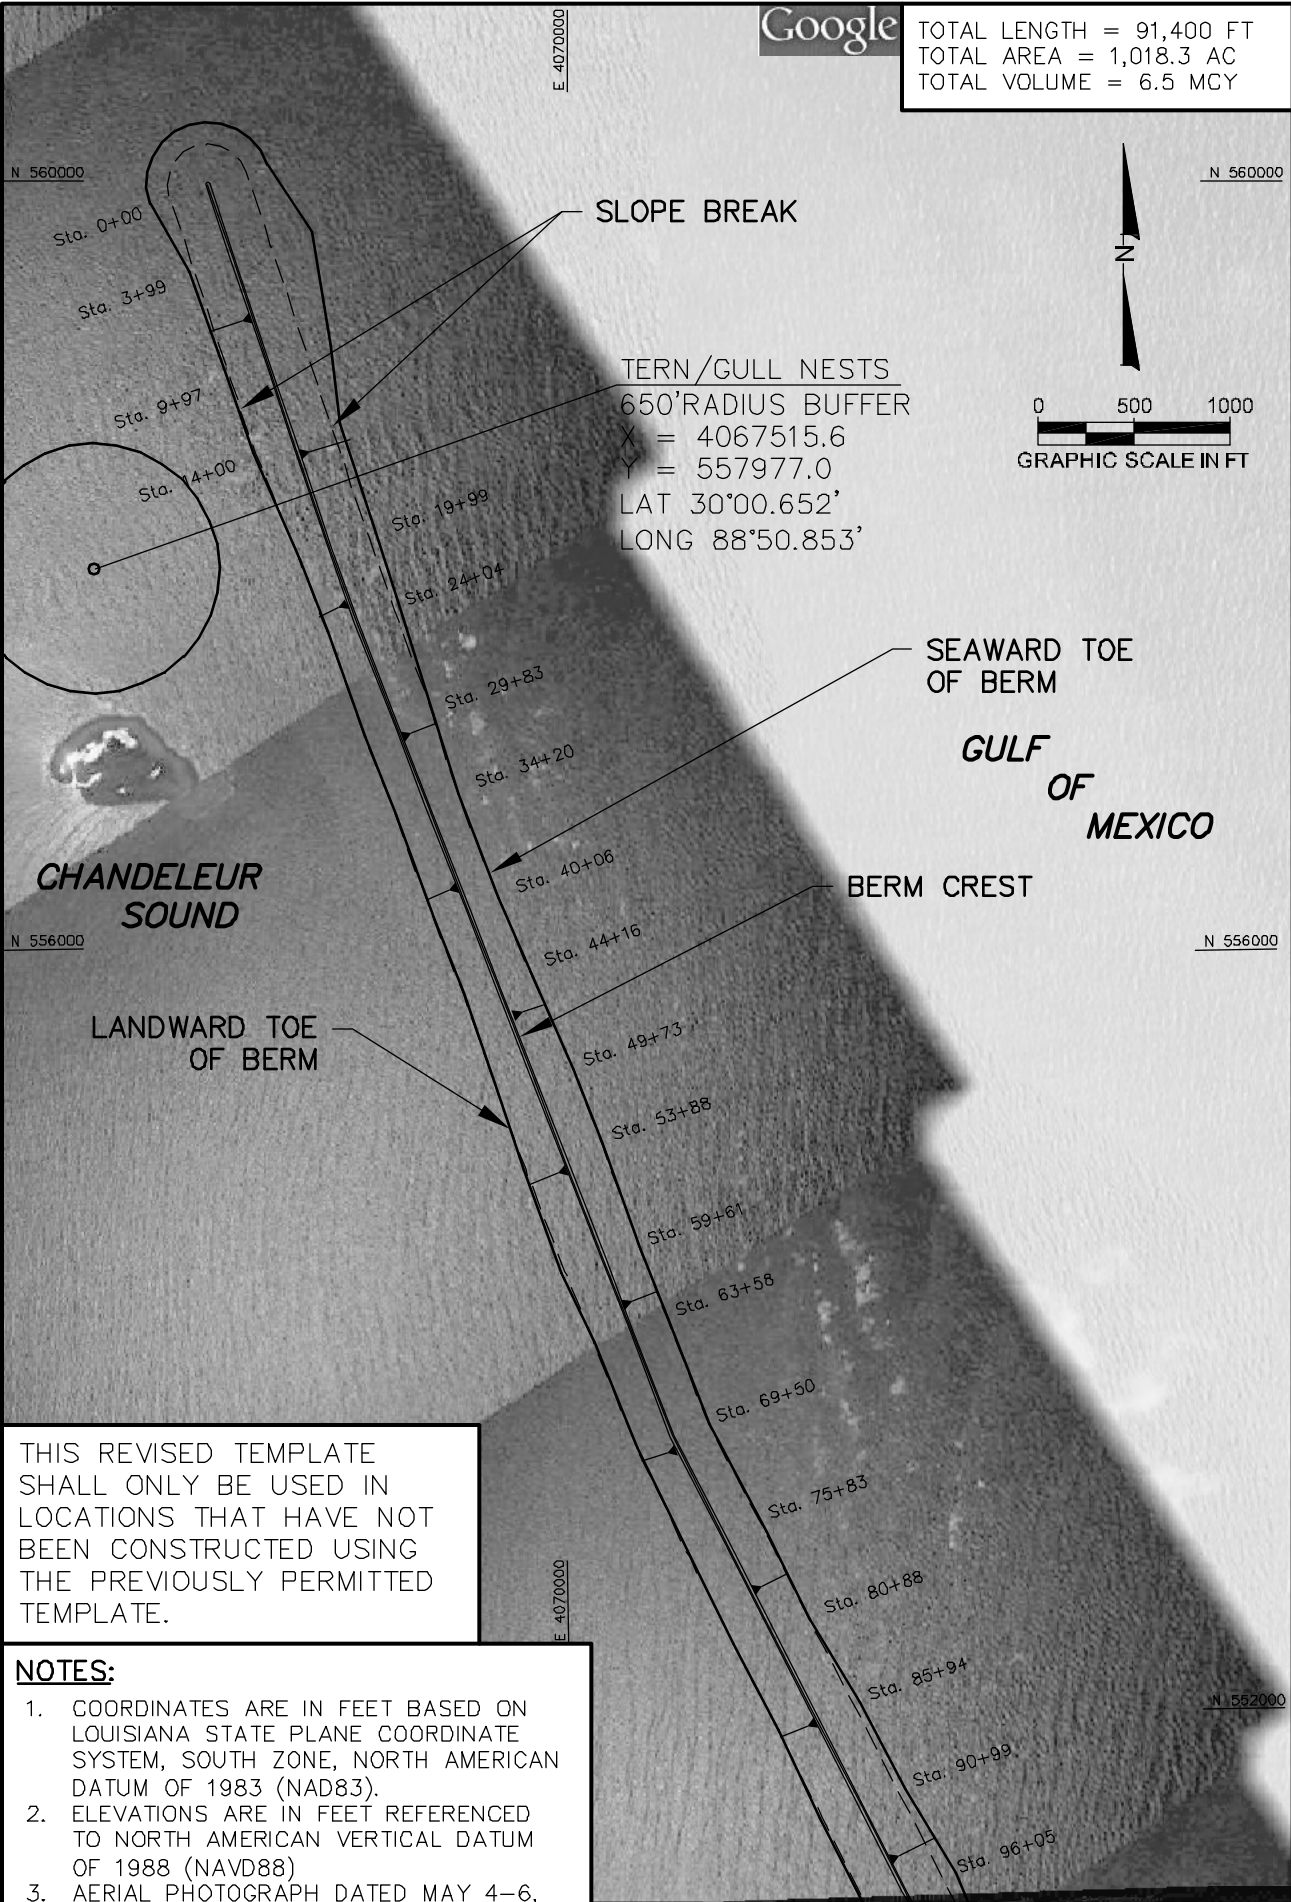 Google
TOTAL LENGTH = 91,400 FT
TOTAL AREA = 1,018.3 AC
TOTAL VOLUME = 6.5 MCY
E 4070000
N 560000
N 560000
SLOPE BREAK
N
Sta. 0+00
Sta. 3+99
Sta. 9+97
Sta. 14+00
TERN/GULL NESTS
650'RADIUS BUFFER
X = 4067515.6
Y = 557977.0
LAT 30°00.652'
LONG 88°50.853'
0 500 1000
GRAPHIC SCALE IN FT
Sta. 19+99
Sta. 24+04
Sta. 29+83
Sta. 34+20
SEAWARD TOE
OF BERM
GULF
OF
MEXICO
CHANDELEUR
SOUND
Sta. 40+06
BERM CREST
Sta. 44+16
N 556000
N 556000
LANDWARD TOE
OF BERM
Sta. 49+73
Sta. 53+88
Sta. 59+61
Sta. 63+58
Sta. 69+50
Sta. 75+83
Sta. 80+88
Sta. 85+94
N 552000
Sta. 90+99
Sta. 96+05
E 4070000
THIS REVISED TEMPLATE
SHALL ONLY BE USED IN
LOCATIONS THAT HAVE NOT
BEEN CONSTRUCTED USING
THE PREVIOUSLY PERMITTED
TEMPLATE.
NOTES:
1. COORDINATES ARE IN FEET BASED ON
LOUISIANA STATE PLANE COORDINATE
SYSTEM, SOUTH ZONE, NORTH AMERICAN
DATUM OF 1983 (NAD83).
2. ELEVATIONS ARE IN FEET REFERENCED
TO NORTH AMERICAN VERTICAL DATUM
OF 1988 (NAVD88)
3. AERIAL PHOTOGRAPH DATED MAY 4-6,